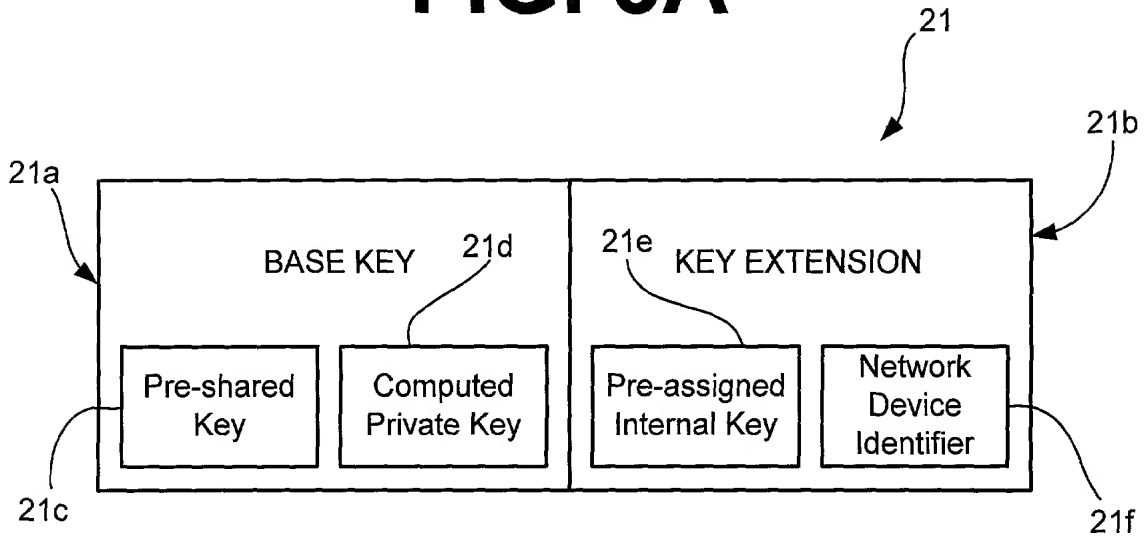 FIG.
21
21b
21a
21d
21e
BASE KEY
KEY EXTENSION
Pre-shared
Key
Computed
Private Key
Pre-assigned
Internal Key
Network
Device
Identifier
21c
21f